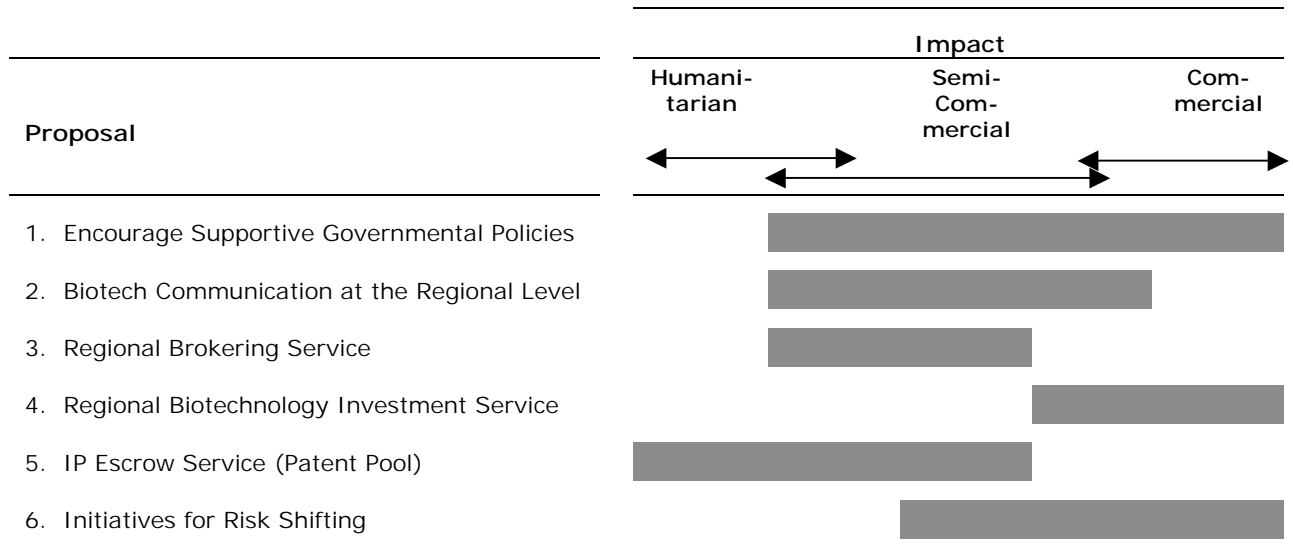 Impact
Humani-
tarian
Semi-
Com-
mercial
Com-
mercial
Proposal
1. Encourage Supportive Governmental Policies
2. Biotech Communication at the Regional Level
3. Regional Brokering Service
4. Regional Biotechnology Investment Service
5. IP Escrow Service (Patent Pool)
6. Initiatives for Risk Shifting